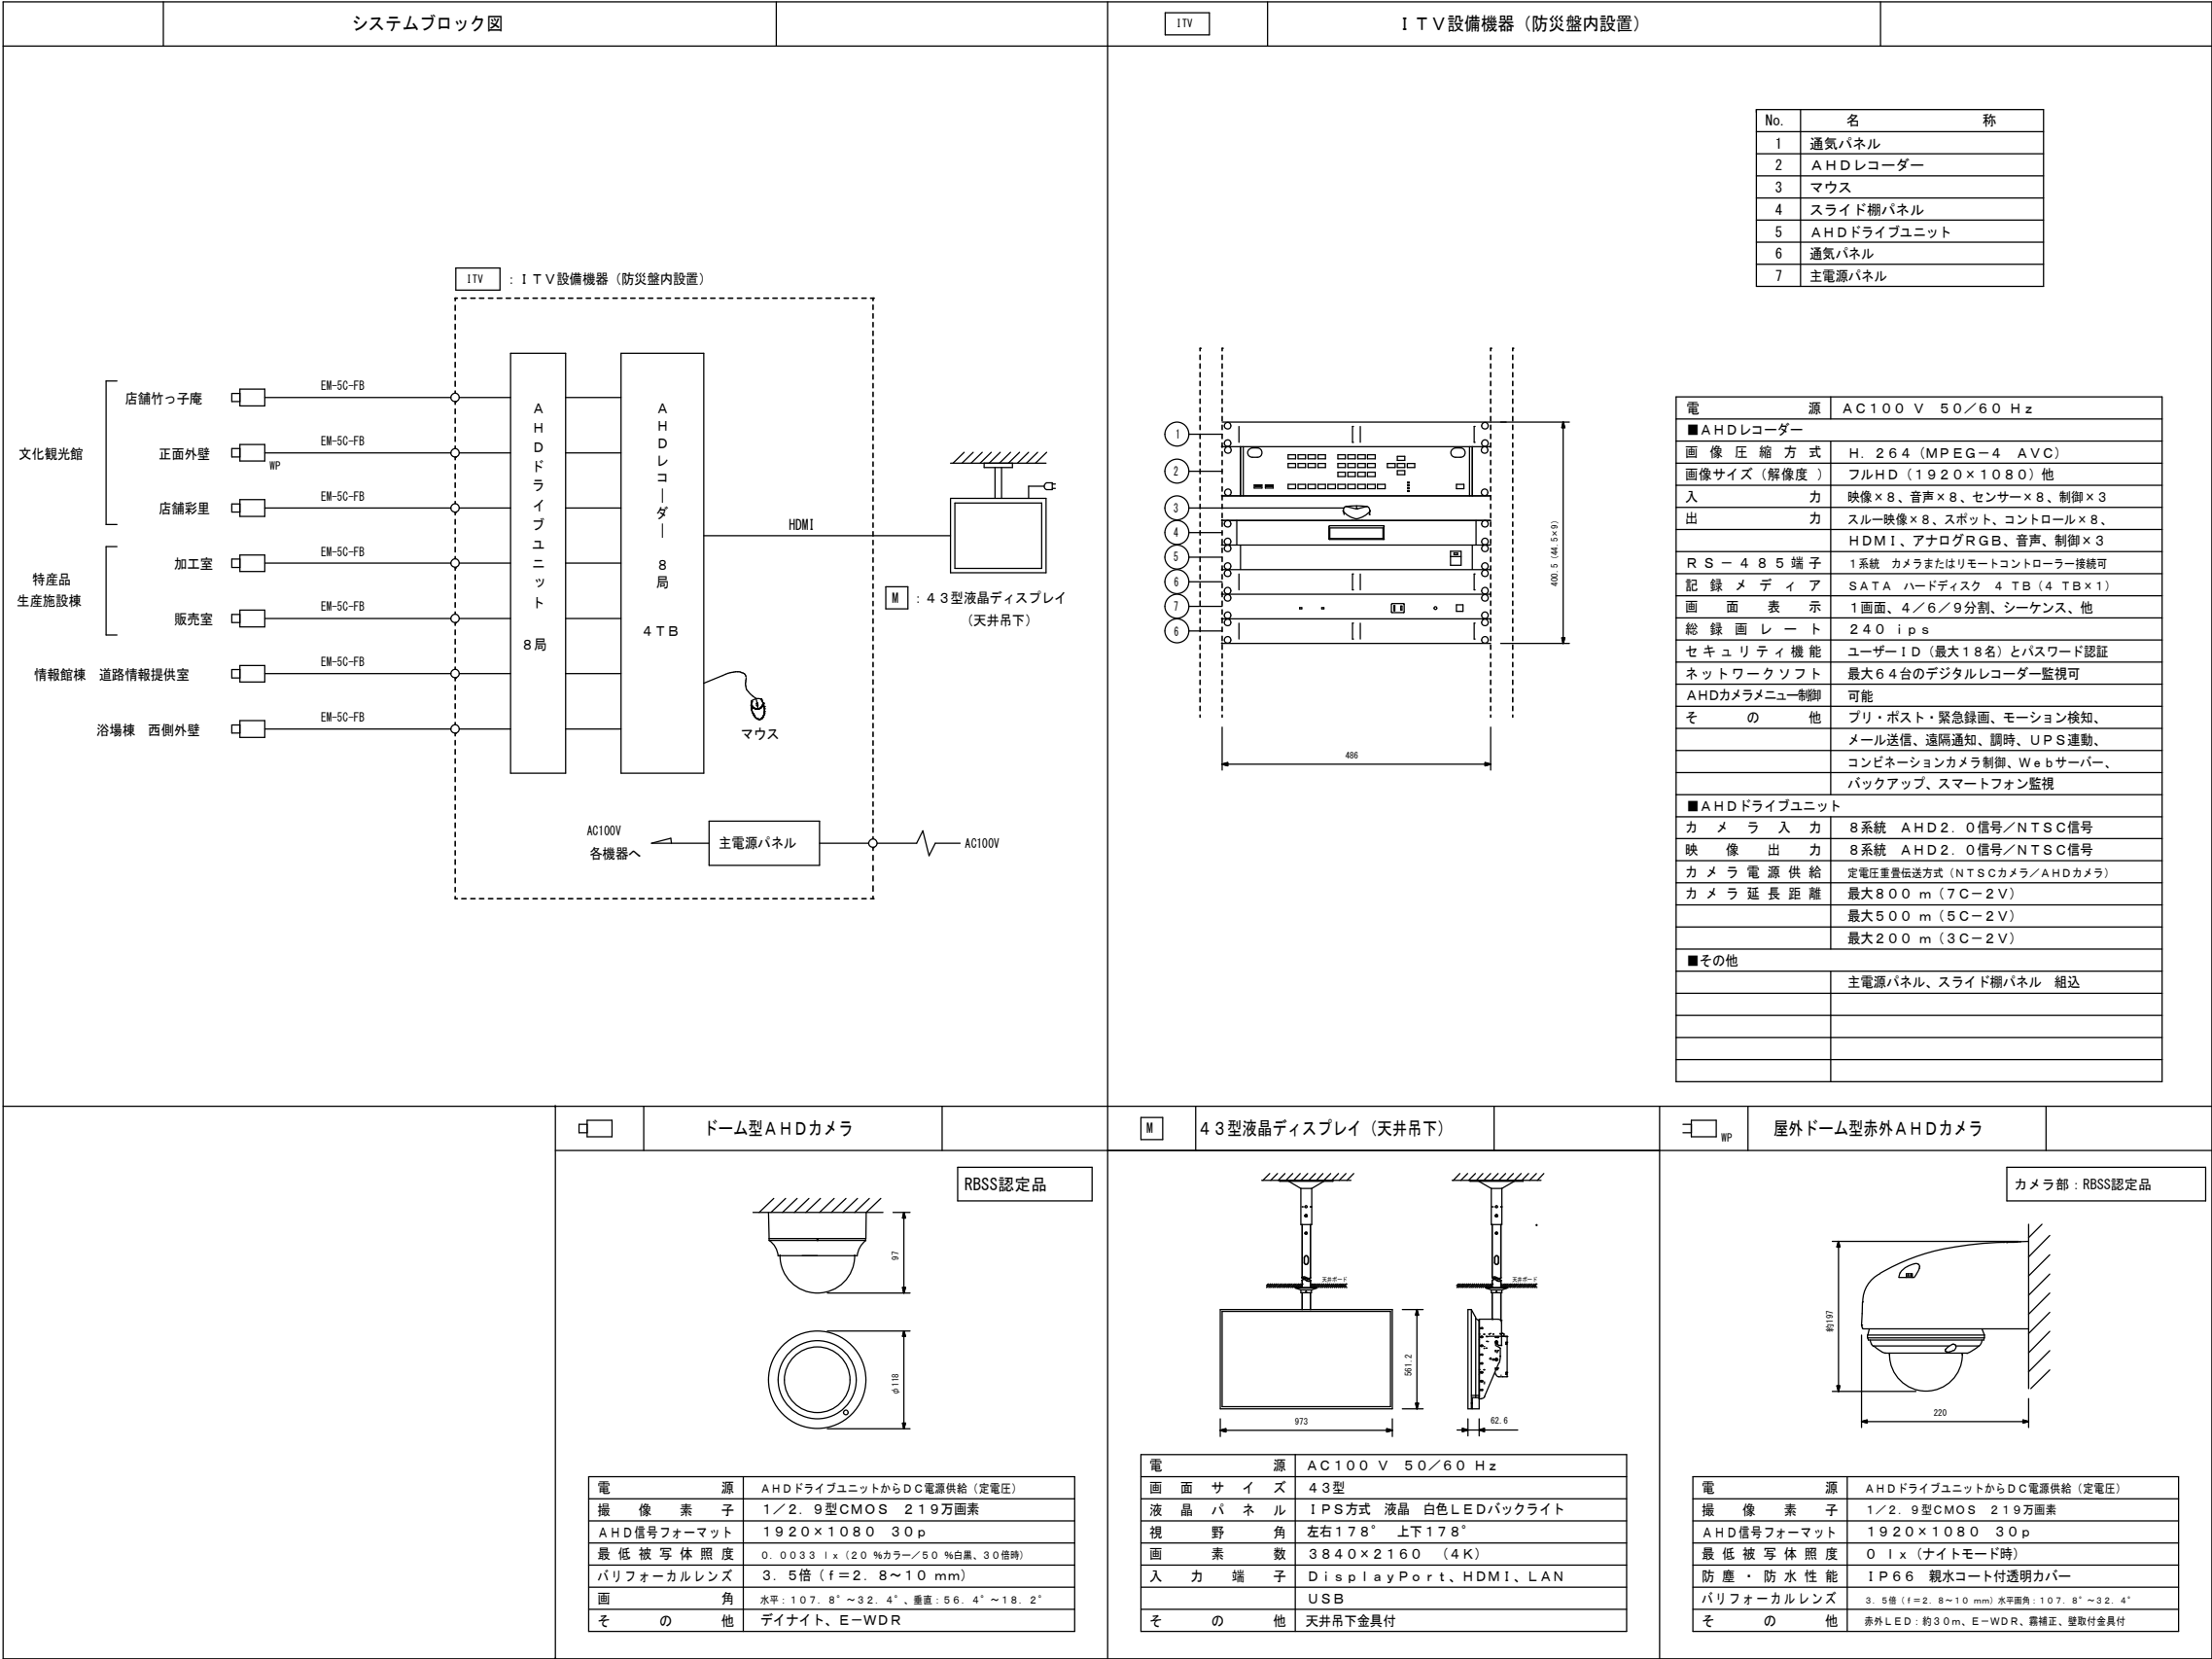 システムブロック図
ITV
ＩＴＶ設備機器（防災盤内設置）
ITV
：ＩＴＶ設備機器（防災盤内設置）
文化観光館
店舗竹っ子庵
EM-5C-FB
正面外壁
WP
EM-5C-FB
店舗彩里
EM-5C-FB
特産品
生産施設棟
加工室
EM-5C-FB
販売室
EM-5C-FB
情報館棟　道路情報提供室
EM-5C-FB
浴場棟　西側外壁
EM-5C-FB
ＡＨＤドライブユニット　８局
ＡＨＤレコーダー　８局　４ＴＢ
HDMI
M
：４３型液晶ディスプレイ
（天井吊下）
マウス
AC100V
各機器へ
主電源パネル
AC100V
No.　名　称
1　通気パネル
2　ＡＨＤレコーダー
3　マウス
4　スライド棚パネル
5　ＡＨＤドライブユニット
6　通気パネル
7　主電源パネル
1
2
3
4
5
6
7
6
400.5 (44.5×9)
486
電源　ＡＣ１００ Ｖ　５０／６０ Ｈｚ
■ＡＨＤレコーダー
画像圧縮方式　Ｈ．２６４（ＭＰＥＧ－４　ＡＶＣ）
画像サイズ（解像度）　フルＨＤ（１９２０×１０８０）他
入力　映像×８、音声×８、センサー×８、制御×３
出力　スルー映像×８、スポット、コントロール×８、
ＨＤＭＩ、アナログＲＧＢ、音声、制御×３
ＲＳ－４８５端子　１系統　カメラまたはリモートコントローラー接続可
記録メディア　ＳＡＴＡ　ハードディスク　４ ＴＢ（４ ＴＢ×１）
画面表示　１画面、４／６／９分割、シーケンス、他
総録画レート　２４０ ｉｐｓ
セキュリティ機能　ユーザーＩＤ（最大１８名）とパスワード認証
ネットワークソフト　最大６４台のデジタルレコーダー監視可
AHDカメラメニュー制御　可能
その他　プリ・ポスト・緊急録画、モーション検知、
メール送信、遠隔通知、調時、ＵＰＳ連動、
コンビネーションカメラ制御、Ｗｅｂサーバー、
バックアップ、スマートフォン監視
■ＡＨＤドライブユニット
カメラ入力　８系統　ＡＨＤ２．０信号／ＮＴＳＣ信号
映像出力　８系統　ＡＨＤ２．０信号／ＮＴＳＣ信号
カメラ電源供給　定電圧重畳伝送方式（ＮＴＳＣカメラ／ＡＨＤカメラ）
カメラ延長距離　最大８００ ｍ（７Ｃ－２Ｖ）
最大５００ ｍ（５Ｃ－２Ｖ）
最大２００ ｍ（３Ｃ－２Ｖ）
■その他
主電源パネル、スライド棚パネル　組込
ドーム型ＡＨＤカメラ
RBSS認定品
97
φ118
電源　ＡＨＤドライブユニットからＤＣ電源供給（定電圧）
撮像素子　１／２．９型ＣＭＯＳ　２１９万画素
ＡＨＤ信号フォーマット　１９２０×１０８０　３０ｐ
最低被写体照度　０．００３３ ｌｘ（２０ ％カラー／５０ ％白黒、３０倍時）
バリフォーカルレンズ　３．５倍（ｆ＝２．８～１０ ｍｍ）
画角　水平：１０７．８°～３２．４°、垂直：５６．４°～１８．２°
その他　デイナイト、Ｅ－ＷＤＲ
M
４３型液晶ディスプレイ（天井吊下）
天井ボード
天井ボード
561.2
973
62.6
電源　ＡＣ１００ Ｖ　５０／６０ Ｈｚ
画面サイズ　４３型
液晶パネル　ＩＰＳ方式　液晶　白色ＬＥＤバックライト
視野角　左右１７８°　上下１７８°
画素数　３８４０×２１６０　（４Ｋ）
入力端子　ＤｉｓｐｌａｙＰｏｒｔ、ＨＤＭＩ、ＬＡＮ
ＵＳＢ
その他　天井吊下金具付
WP
屋外ドーム型赤外ＡＨＤカメラ
カメラ部：RBSS認定品
約197
220
電源　ＡＨＤドライブユニットからＤＣ電源供給（定電圧）
撮像素子　１／２．９型ＣＭＯＳ　２１９万画素
ＡＨＤ信号フォーマット　１９２０×１０８０　３０ｐ
最低被写体照度　０ ｌｘ（ナイトモード時）
防塵・防水性能　ＩＰ６６　親水コート付透明カバー
バリフォーカルレンズ　３．５倍（ｆ＝２．８～１０ ｍｍ）水平画角：１０７．８°～３２．４°
その他　赤外ＬＥＤ：約３０ｍ、Ｅ－ＷＤＲ、霧補正、壁取付金具付